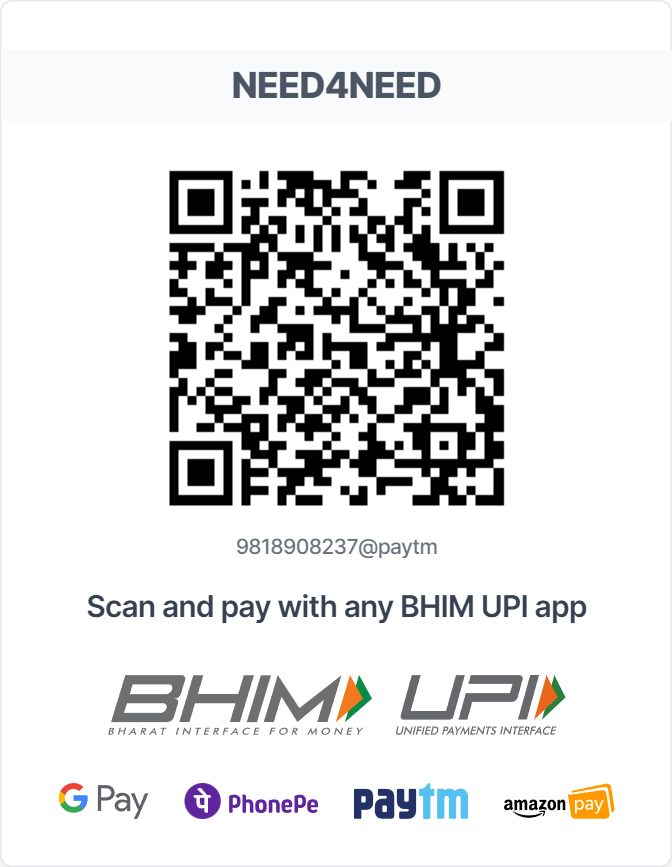 NEED4NEED
9818908237@paytm
Scan and pay with any BHIM UPI app
BHIM UPI
BHARAT INTERFACE FOR MONEY UNIFIED PAYMENTS INTERFACE
G Pay पे PhonePe paytm amazon pay